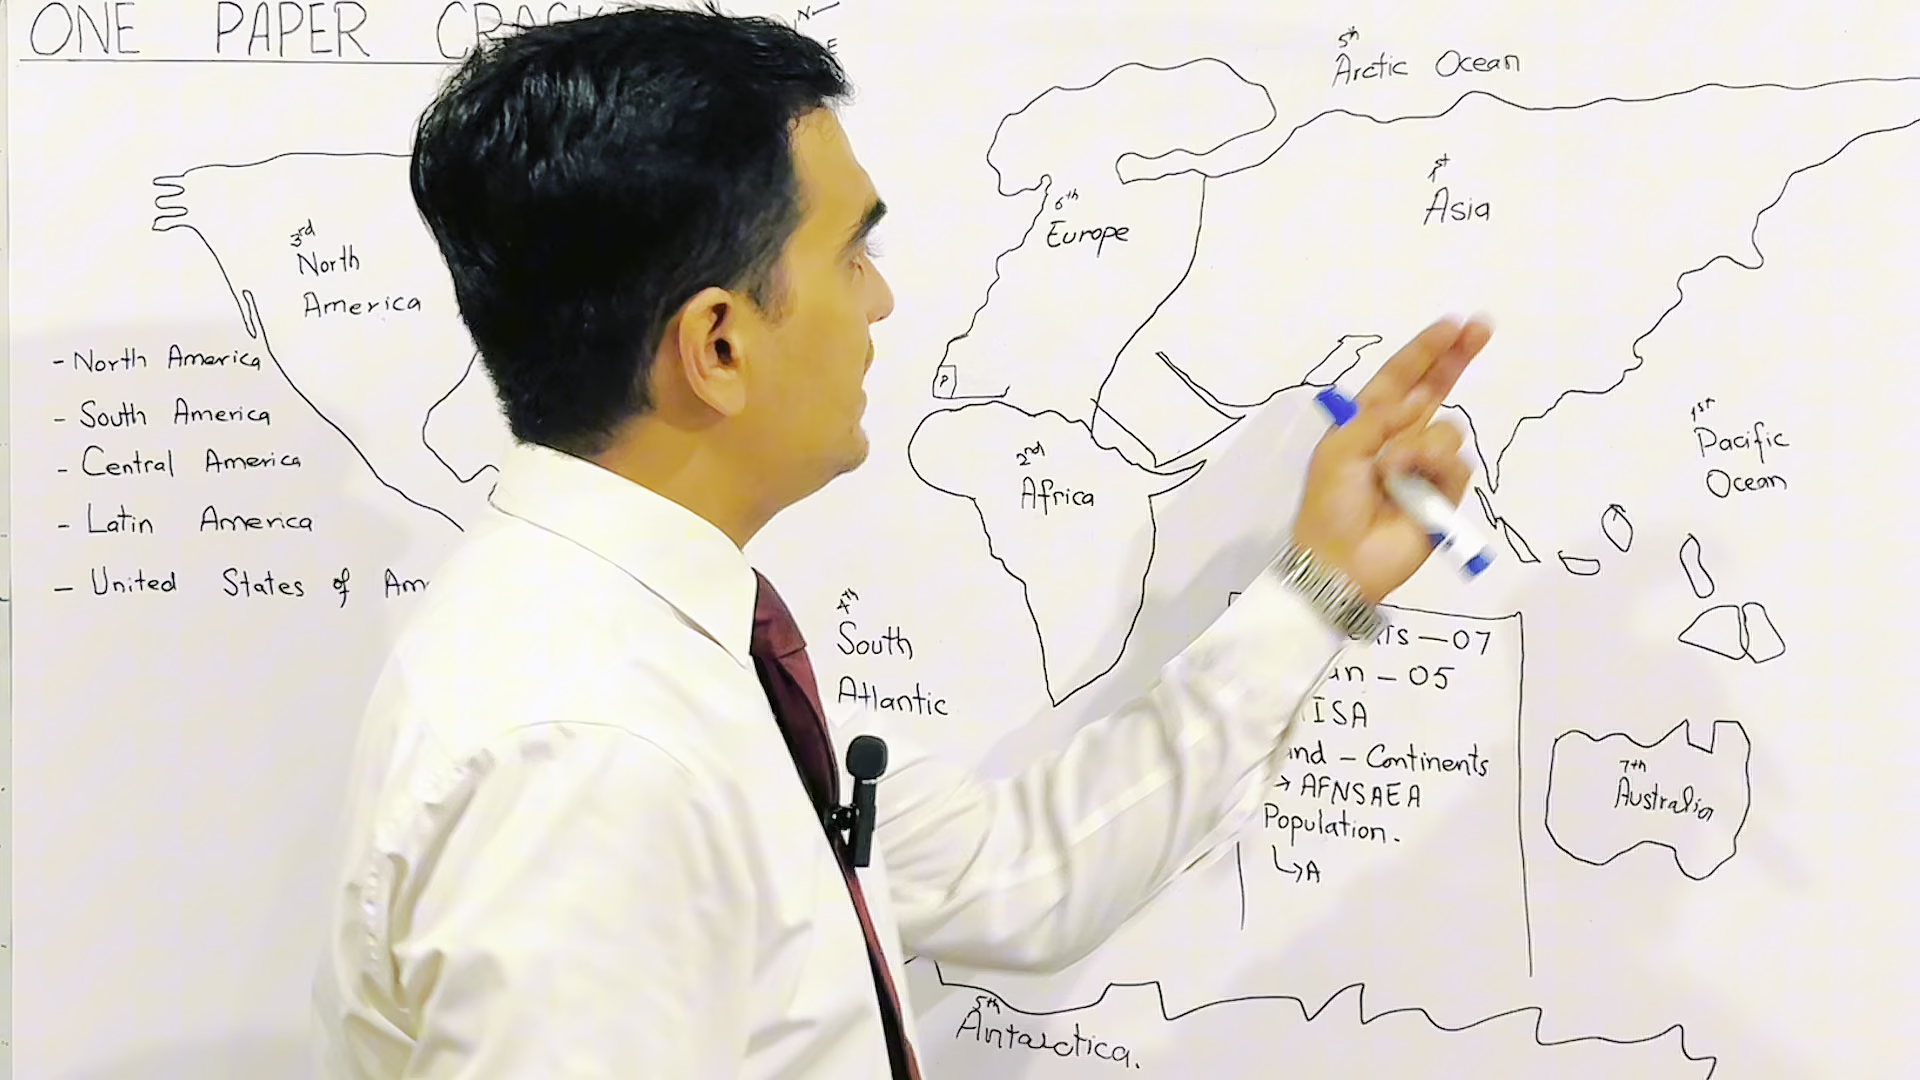 ONE PAPER
N
E
5th
Arctic Ocean
1st
Asia
6th
Europe
3rd
North
America
- North America
- South America
- Central America
- Latin America
- United States of Am
P
2nd
Africa
1st
Pacific
Ocean
4th
South
Atlantic
- 07
- 05
ISA
- Continents
→ AFNSAEA
Population.
↳A
7th
Australia
5th
Antarctica.